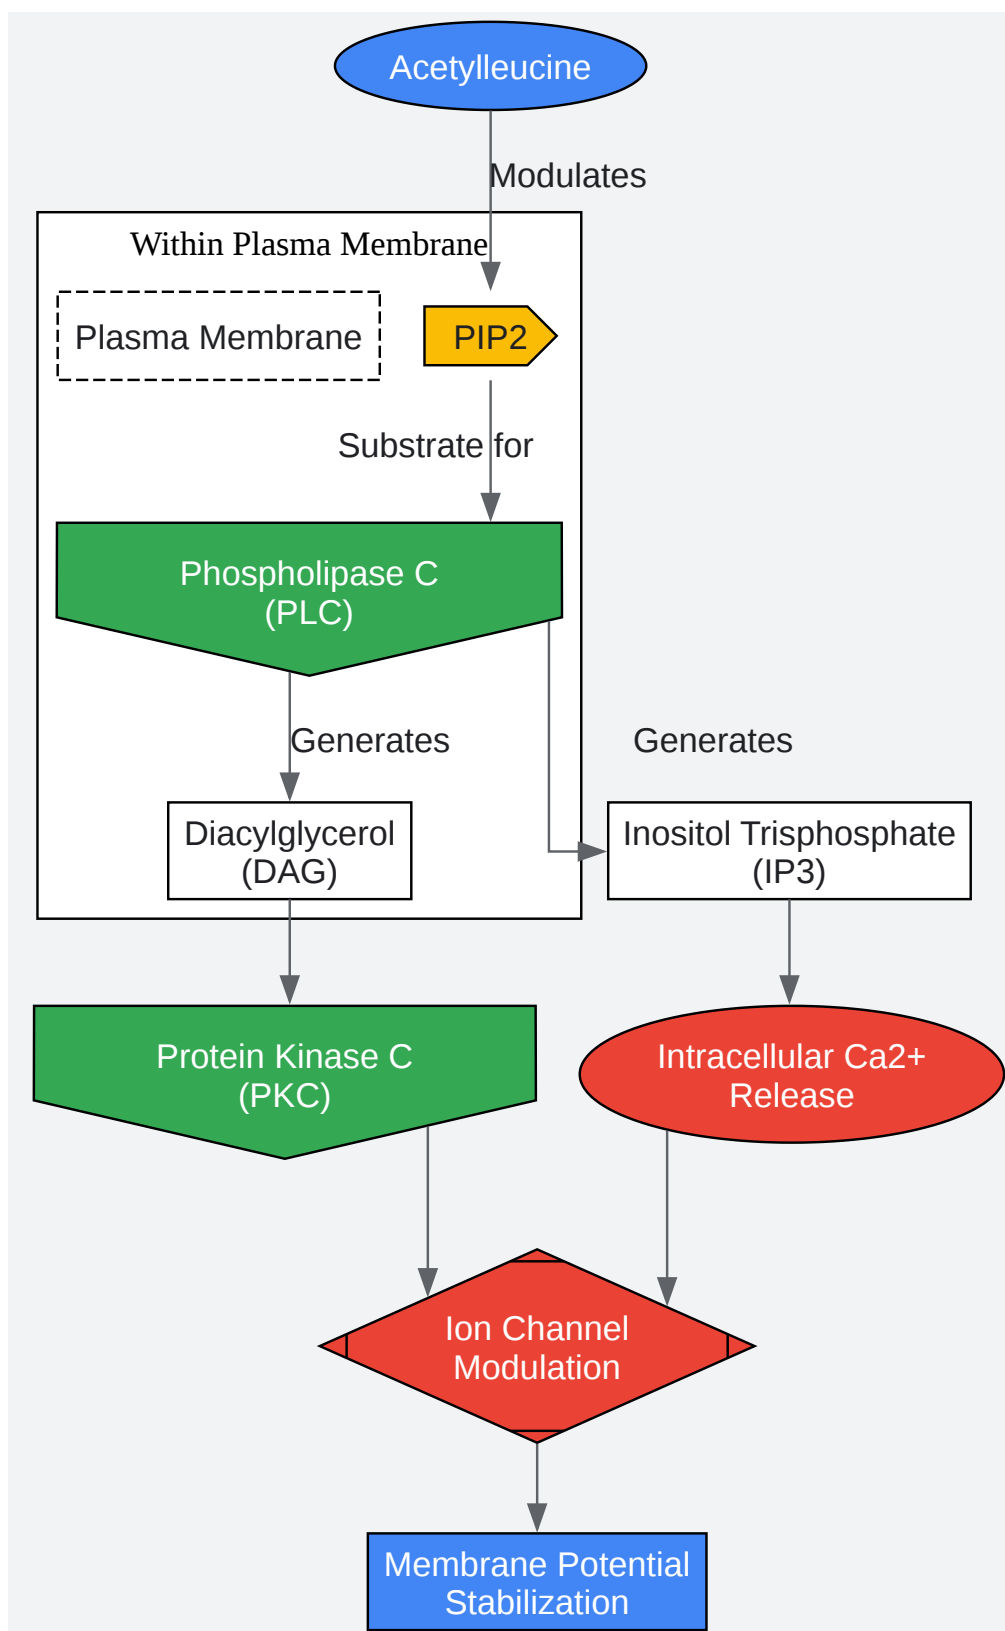 Acetylleucine
Modulates
Within Plasma Membrane
Plasma Membrane
PIP2
Substrate for
Phospholipase C
(PLC)
Generates
Generates
Diacylglycerol
(DAG)
Inositol Trisphosphate
(IP3)
Protein Kinase C
(PKC)
Intracellular Ca2+
Release
Ion Channel
Modulation
Membrane Potential
Stabilization